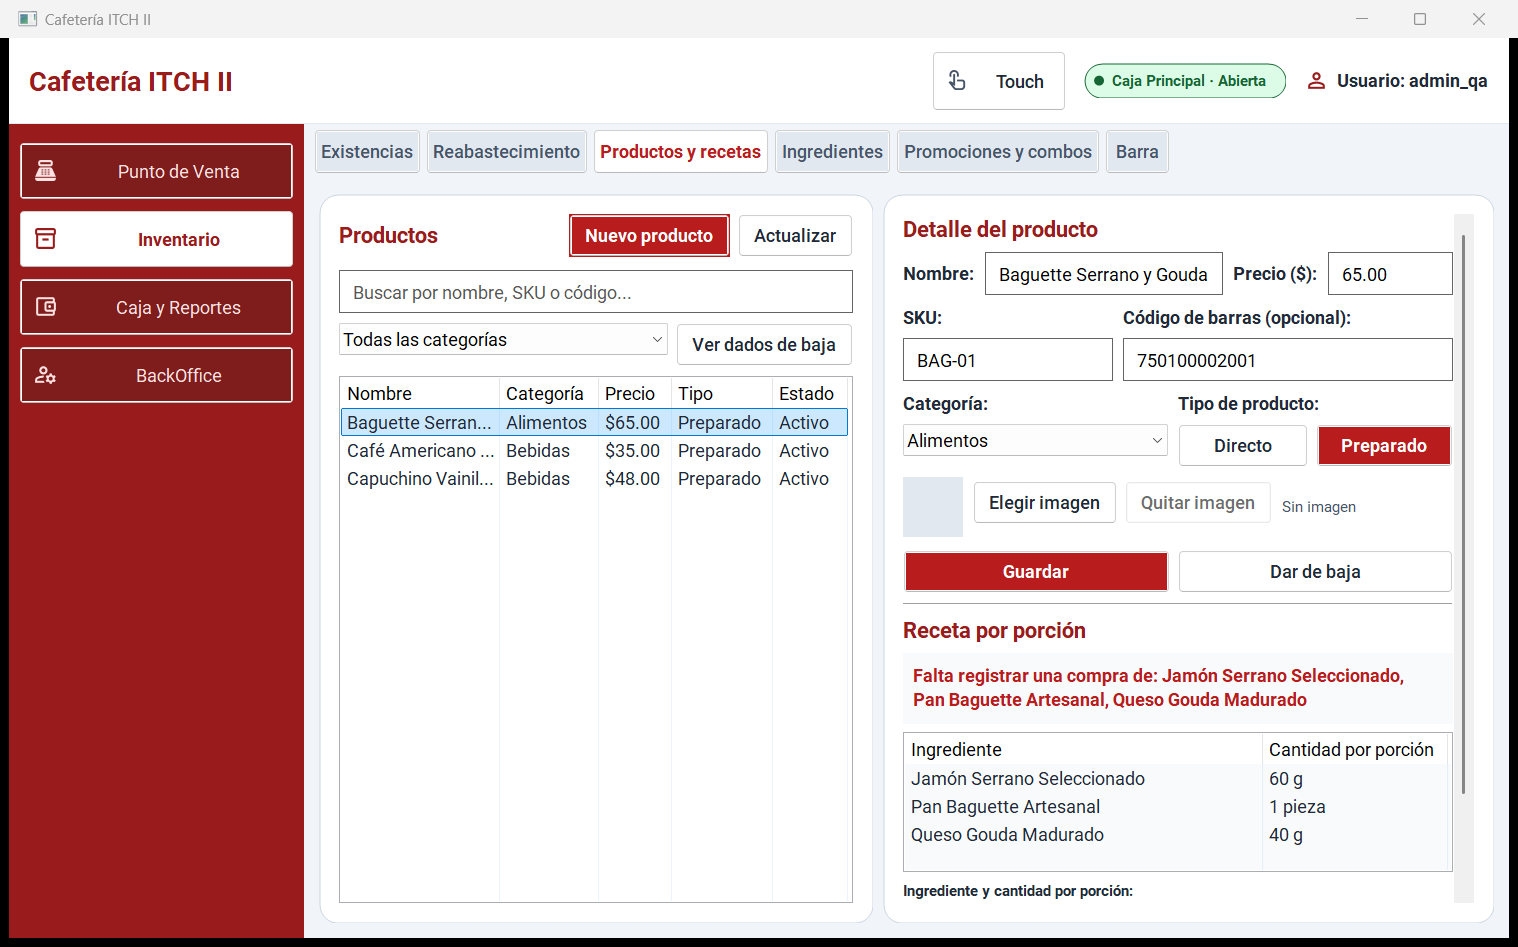 Cafetería ITCH II
Cafetería ITCH II
Touch
Caja Principal · Abierta
Usuario: admin_qa
Punto de Venta
Inventario
Caja y Reportes
BackOffice
Existencias
Reabastecimiento
Productos y recetas
Ingredientes
Promociones y combos
Barra
Productos
Nuevo producto
Actualizar
Buscar por nombre, SKU o código...
Todas las categorías
Ver dados de baja
Nombre Categoría Precio Tipo Estado
Baguette Serran... Alimentos $65.00 Preparado Activo
Café Americano ... Bebidas $35.00 Preparado Activo
Capuchino Vainil... Bebidas $48.00 Preparado Activo
Detalle del producto
Nombre: Baguette Serrano y Gouda Precio ($): 65.00
SKU: Código de barras (opcional):
BAG-01 750100002001
Categoría: Tipo de producto:
Alimentos Directo Preparado
Elegir imagen Quitar imagen Sin imagen
Guardar Dar de baja
Receta por porción
Falta registrar una compra de: Jamón Serrano Seleccionado,
Pan Baguette Artesanal, Queso Gouda Madurado
Ingrediente Cantidad por porción
Jamón Serrano Seleccionado 60 g
Pan Baguette Artesanal 1 pieza
Queso Gouda Madurado 40 g
Ingrediente y cantidad por porción: